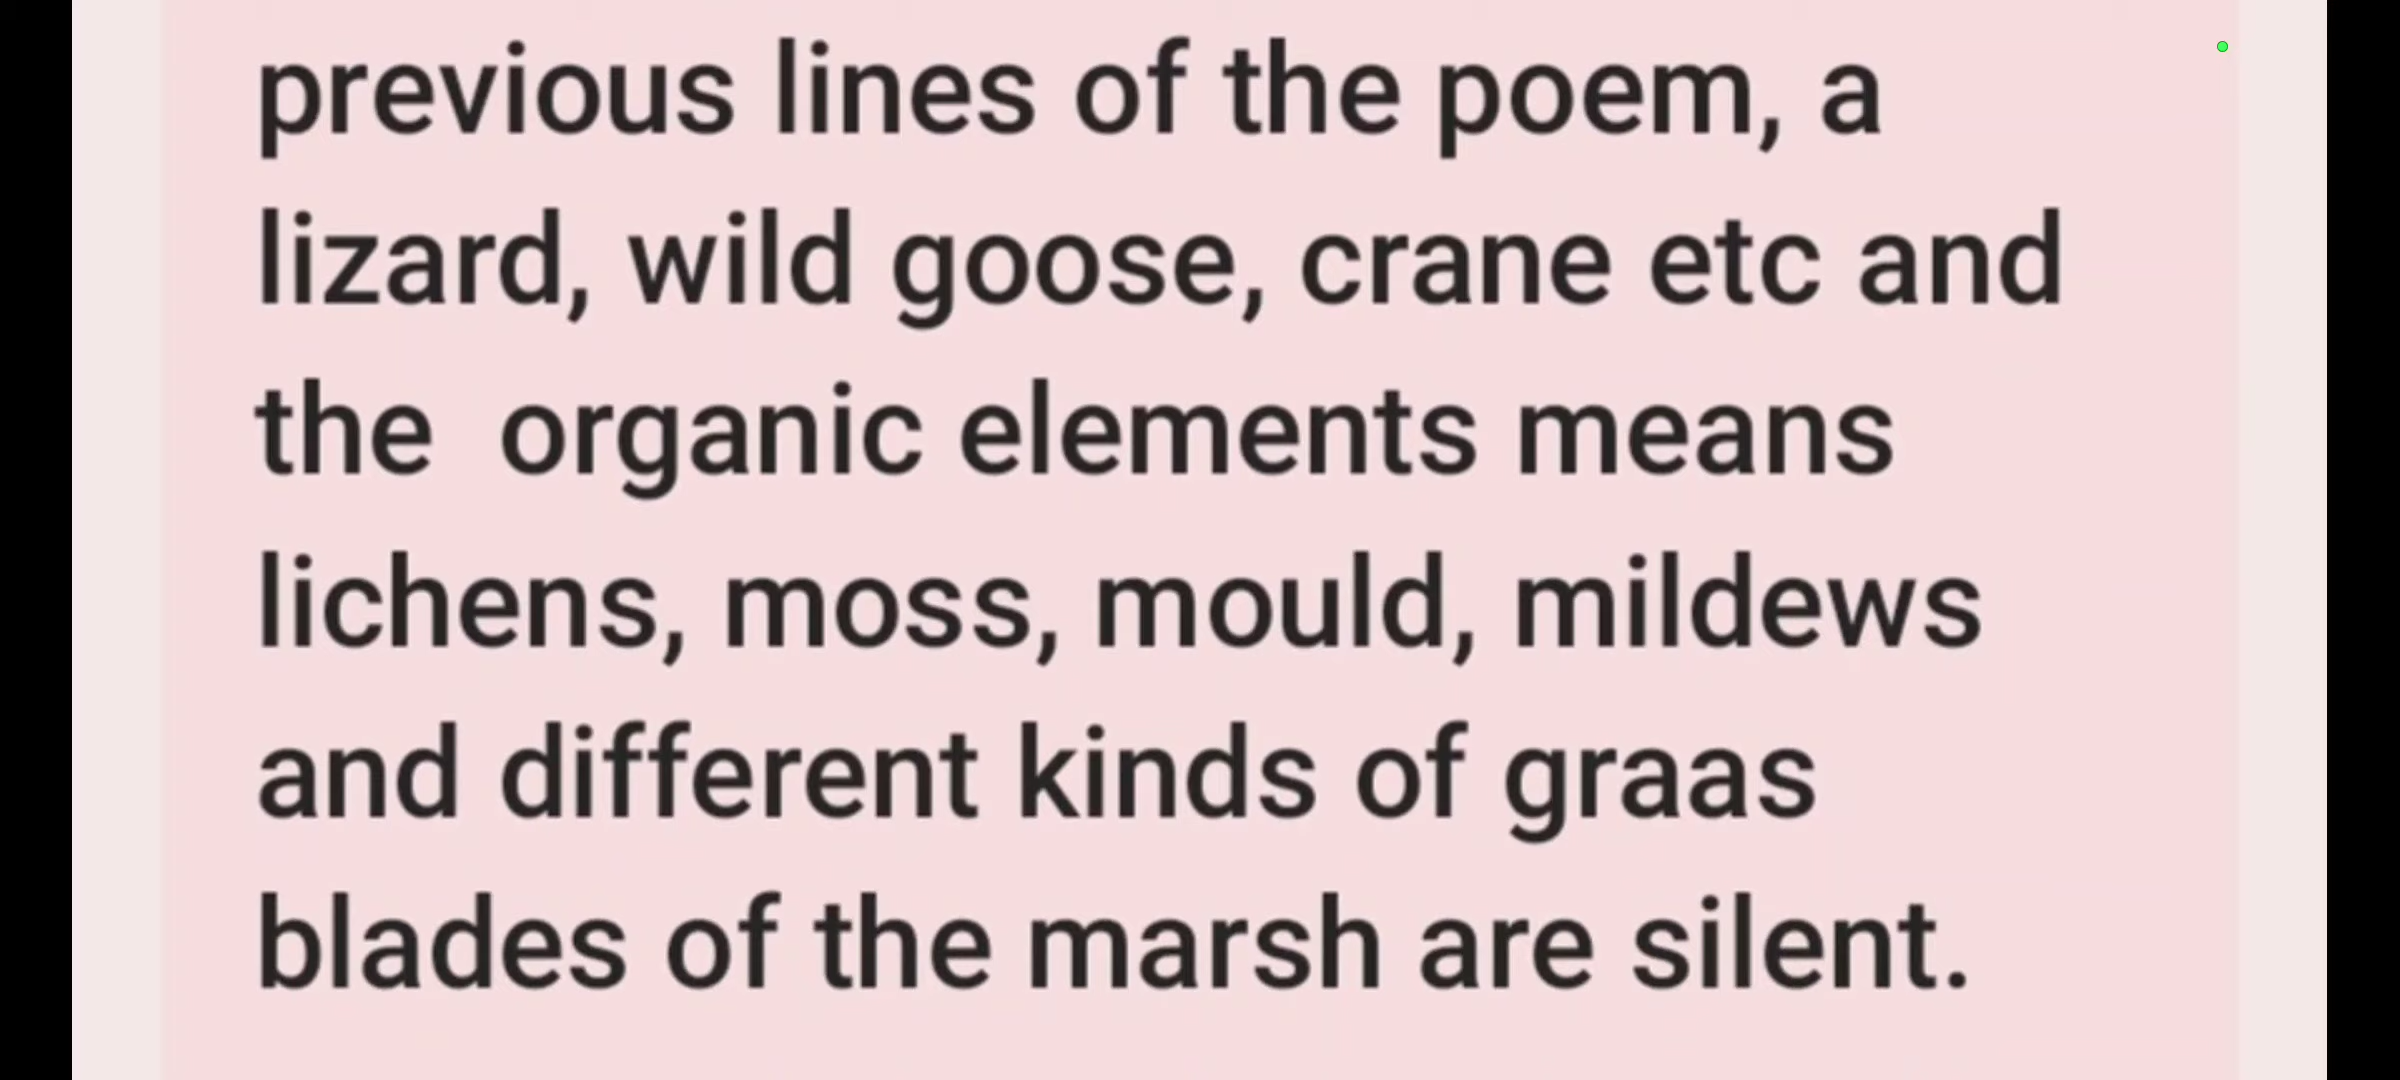 previous lines of the poem, a
lizard, wild goose, crane etc and
the  organic elements means
lichens, moss, mould, mildews
and different kinds of graas
blades of the marsh are silent.